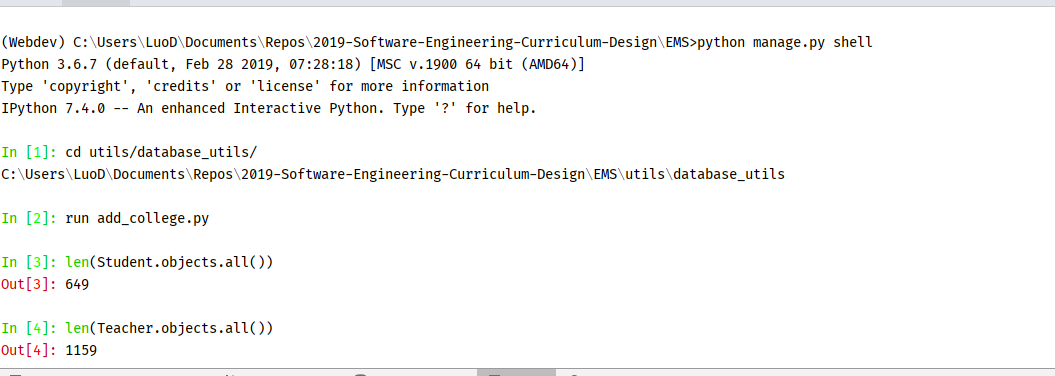 (Webdev) C:\Users\LuoD\Documents\Repos\2019-Software-Engineering-Curriculum-Design\EMS>python manage.py shell
Python 3.6.7 (default, Feb 28 2019, 07:28:18) [MSC v.1900 64 bit (AMD64)]
Type 'copyright', 'credits' or 'license' for more information
IPython 7.4.0 -- An enhanced Interactive Python. Type '?' for help.
In [1]: cd utils/database_utils/
C:\Users\LuoD\Documents\Repos\2019-Software-Engineering-Curriculum-Design\EMS\utils\database_utils
In [2]: run add_college.py
In [3]: len(Student.objects.all())
Out[3]: 649
In [4]: len(Teacher.objects.all())
Out[4]: 1159